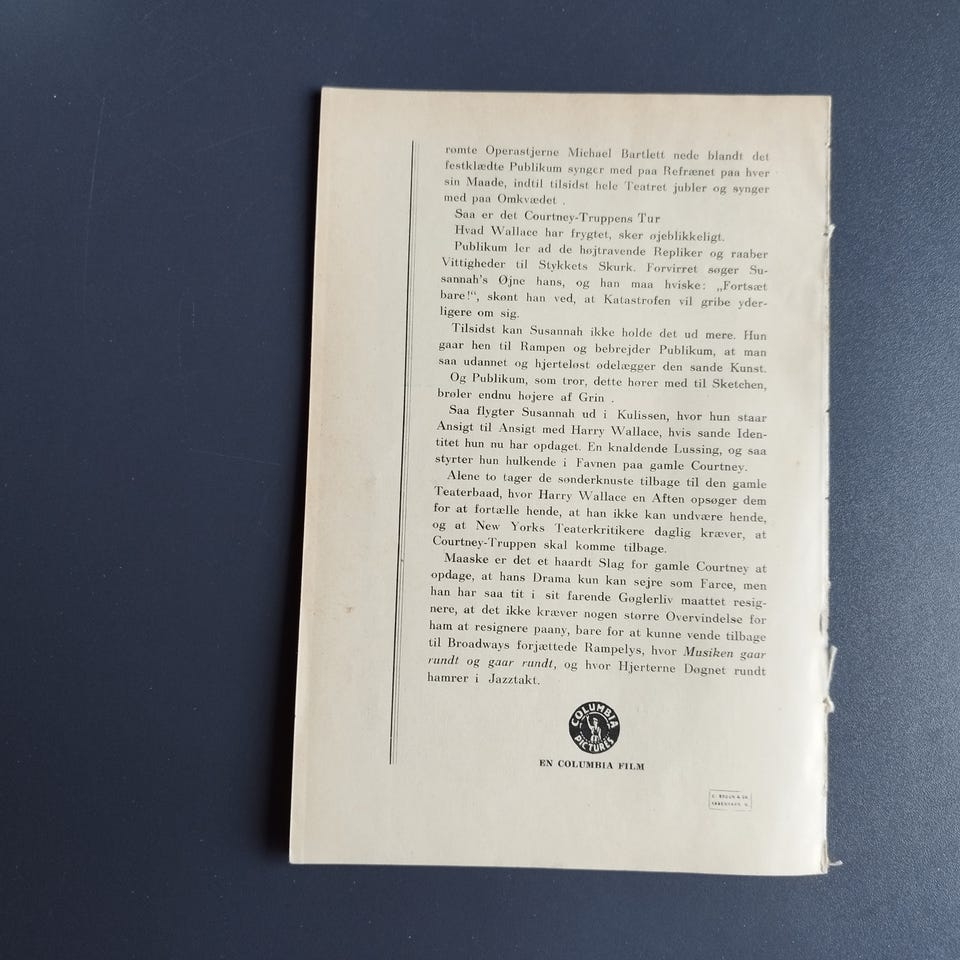 rømte Operastjerne Michael Bartlett nede blandt det
festklædte Publikum synger med paa Refrænet paa hver
sin Maade, indtil tilsidst hele Teatret jubler og synger
med paa Omkvædet .
Saa er det Courtney-Truppens Tur
Hvad Wallace har frygtet, sker øjeblikkeligt.
Publikum ler ad de højtravende Repliker og raaber
Vittigheder til Stykkets Skurk. Forvirret søger Su-
sannah's Øjne hans, og han maa hviske: „Fortsæt
bare!“, skønt han ved, at Katastrofen vil gribe yder-
ligere om sig.
Tilsidst kan Susannah ikke holde det ud mere. Hun
gaar hen til Rampen og bebrejder Publikum, at man
saa udannet og hjerteløst ødelægger den sande Kunst.
Og Publikum, som tror, dette hører med til Sketchen,
brøler endnu højere af Grin .
Saa flygter Susannah ud i Kulissen, hvor hun staar
Ansigt til Ansigt med Harry Wallace, hvis sande Iden-
titet hun nu har opdaget. En knaldende Lussing, og saa
styrter hun hulkende i Favnen paa gamle Courtney.
Alene to tager de sønderknuste tilbage til den gamle
Teaterbaad, hvor Harry Wallace en Aften opsøger dem
for at fortælle hende, at han ikke kan undvære hende,
og at New Yorks Teaterkritikere daglig kræver, at
Courtney-Truppen skal komme tilbage.
Maaske er det et haardt Slag for gamle Courtney at
opdage, at hans Drama kun kan sejre som Farce, men
han har saa tit i sit farende Gøglerliv maattet resig-
nere, at det ikke kræver nogen større Overvindelse for
ham at resignere paany, bare for at kunne vende tilbage
til Broadways forjættede Rampelys, hvor Musiken gaar
rundt og gaar rundt, og hvor Hjerterne Døgnet rundt
hamrer i Jazztakt.
COLUMBIA
PICTURES
EN COLUMBIA FILM